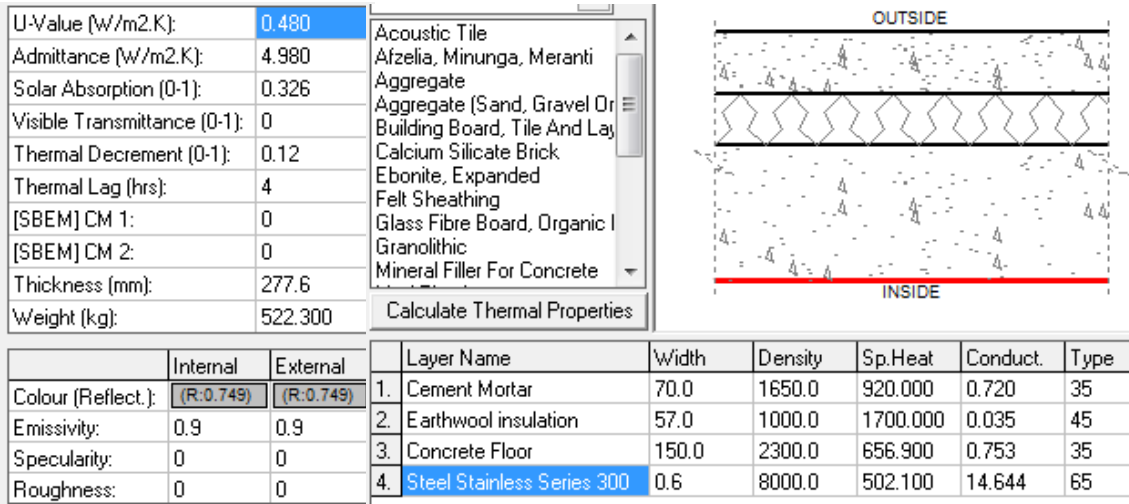 U-Value (W/m2.K): 0.480
Admittance (W/m2.K): 4.980
Solar Absorption (0-1): 0.326
Visible Transmittance (0-1): 0
Thermal Decrement (0-1): 0.12
Thermal Lag (hrs): 4
[SBEM] CM 1: 0
[SBEM] CM 2: 0
Thickness (mm): 277.6
Weight (kg): 522.300
Internal External
Colour (Reflect.): (R:0.749) (R:0.749)
Emissivity: 0.9 0.9
Specularity: 0 0
Roughness: 0 0
Acoustic Tile
Afzelia, Minunga, Meranti
Aggregate
Aggregate (Sand, Gravel Or
Building Board, Tile And Lay
Calcium Silicate Brick
Ebonite, Expanded
Felt Sheathing
Glass Fibre Board, Organic
Granolithic
Mineral Filler For Concrete
Calculate Thermal Properties
OUTSIDE
INSIDE
Layer Name Width Density Sp.Heat Conduct. Type
1. Cement Mortar 70.0 1650.0 920.000 0.720 35
2. Earthwool insulation 57.0 1000.0 1700.000 0.035 45
3. Concrete Floor 150.0 2300.0 656.900 0.753 35
4. Steel Stainless Series 300 0.6 8000.0 502.100 14.644 65